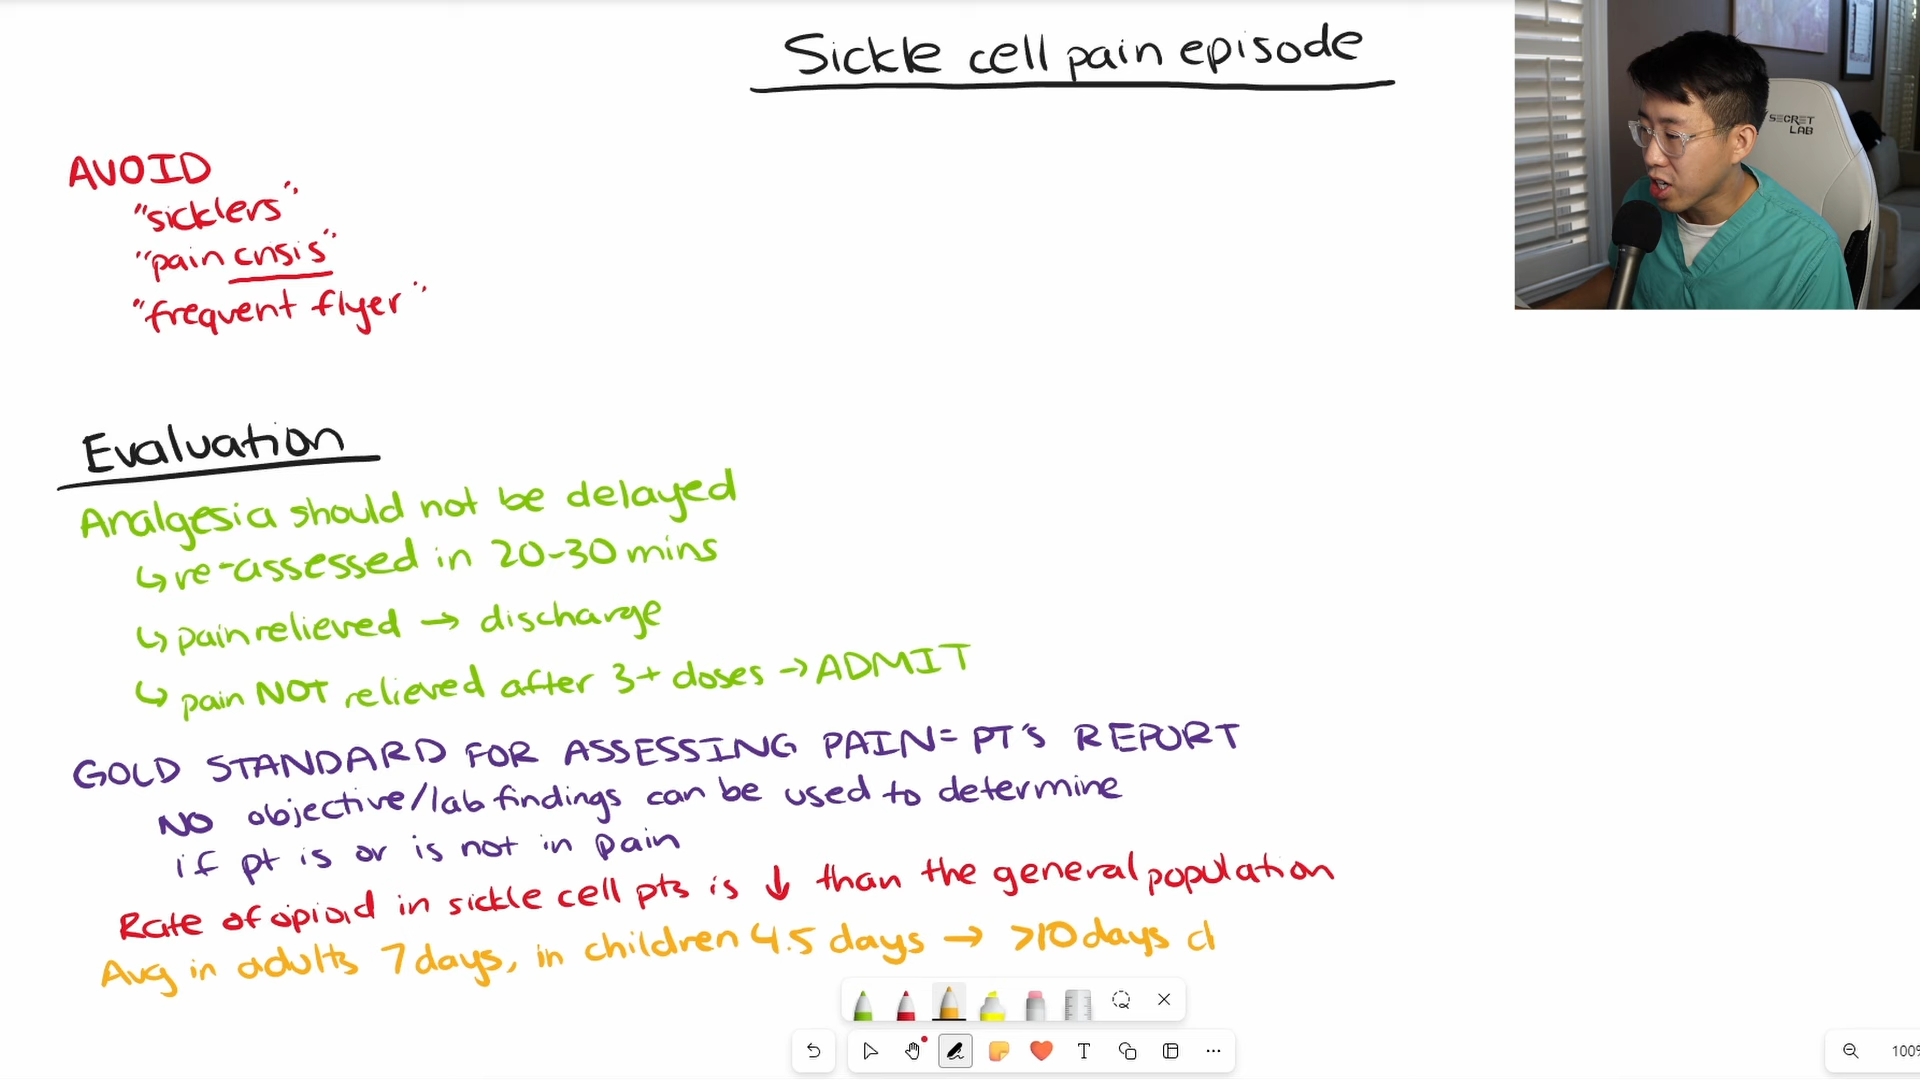 Sickle cell pain episode
SECRET
LAB
AVOID
"sicklers"
"pain crisis"
"frequent flyer"
Evaluation
Analgesia should not be delayed
↳ re-assessed in 20-30 mins
↳ pain relieved → discharge
↳ pain NOT relieved after 3+ doses → ADMIT
GOLD STANDARD FOR ASSESSING PAIN = PT'S REPORT
NO objective/lab findings can be used to determine
if pt is or is not in pain
Rate of opioid in sickle cell pts is ↓ than the general population
Avg in adults 7 days, in children 4.5 days → >10 days d
T
100%